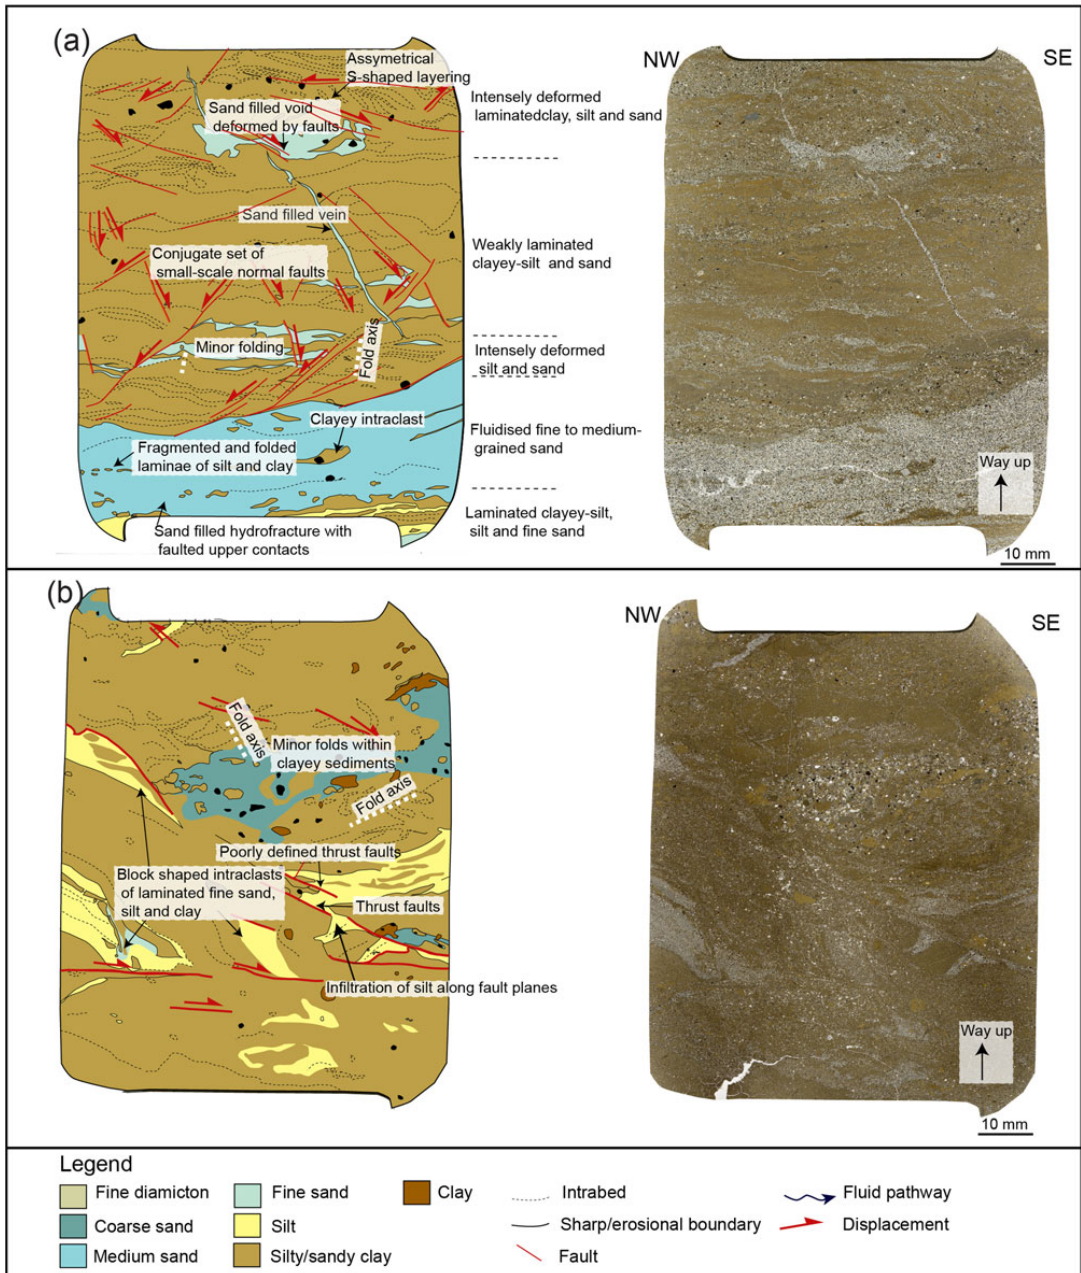 (a)
Assymetrical
S-shaped layering
Sand filled void
deformed by faults
Sand filled vein
Conjugate set of
small-scale normal faults
Minor folding
Fold axis
Clayey intraclast
Fragmented and folded
laminae of silt and clay
Sand filled hydrofracture with
faulted upper contacts
Intensely deformed
laminatedclay, silt and sand
Weakly laminated
clayey-silt and sand
Intensely deformed
silt and sand
Fluidised fine to medium-
grained sand
Laminated clayey-silt,
silt and fine sand
NW
SE
Way up
10 mm
(b)
Fold axis
Minor folds within
clayey sediments
Fold axis
Poorly defined thrust faults
Block shaped intraclasts
of laminated fine sand,
silt and clay
Thrust faults
Infiltration of silt along fault planes
NW
SE
Way up
10 mm
Legend
Fine diamicton
Fine sand
Clay
Intrabed
Fluid pathway
Coarse sand
Silt
Sharp/erosional boundary
Displacement
Medium sand
Silty/sandy clay
Fault